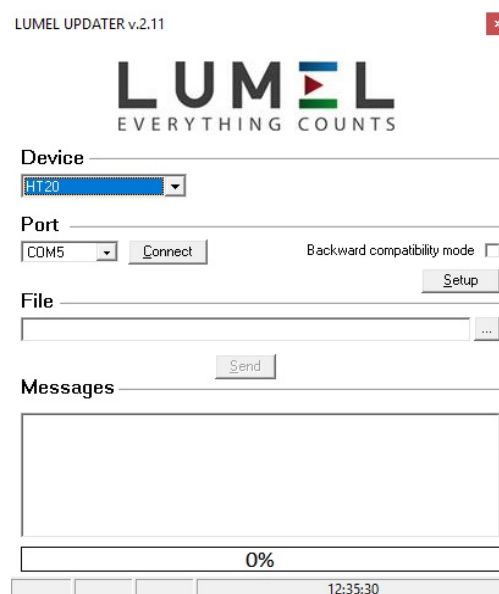 LUMEL UPDATER v.2.11
x
LUMEL
EVERYTHING COUNTS
Device
HT20
Port
COM5
Connect
Backward compatibility mode
Setup
File
...
Send
Messages
0%
12:35:30